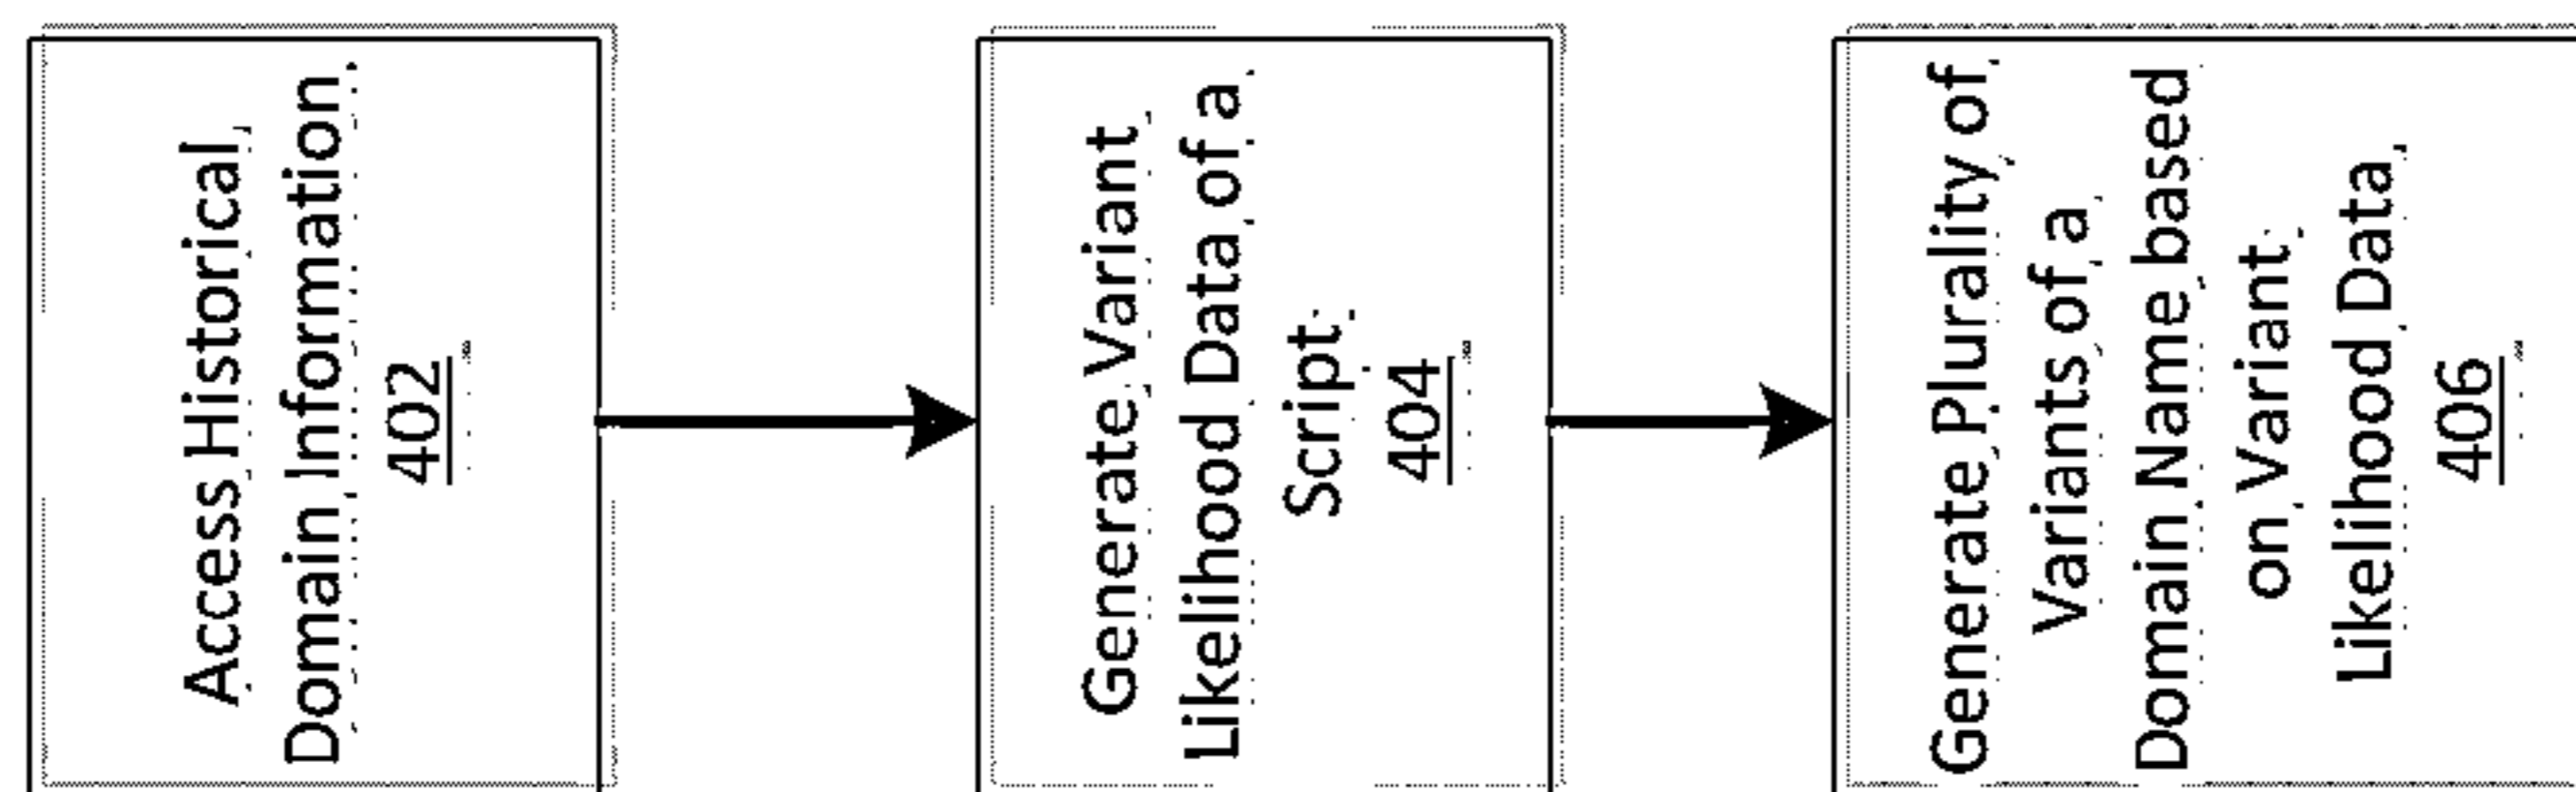 Access Historical
Domain Information
402
Generate Variant
Likelihood Data of a
Script
404
Generate Plurality of
Variants of a
Domain Name based
on Variant
Likelihood Data
406